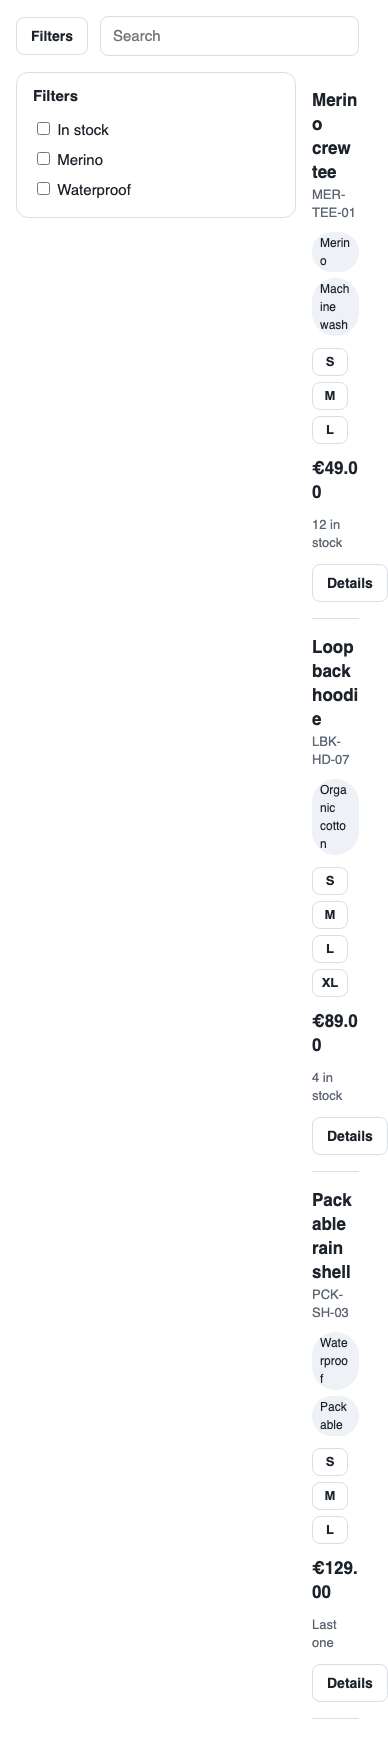 Filters
Search
Filters
In stock
Merino
Waterproof
Merin
o
crew
tee
MER-
TEE-01
Merin
o
Mach
ine
wash
S
M
L
€49.0
0
12 in
stock
Details
Loop
back
hoodi
e
LBK-
HD-07
Orga
nic
cotto
n
S
M
L
XL
€89.0
0
4 in
stock
Details
Pack
able
rain
shell
PCK-
SH-03
Wate
rproo
f
Pack
able
S
M
L
€129.
00
Last
one
Details